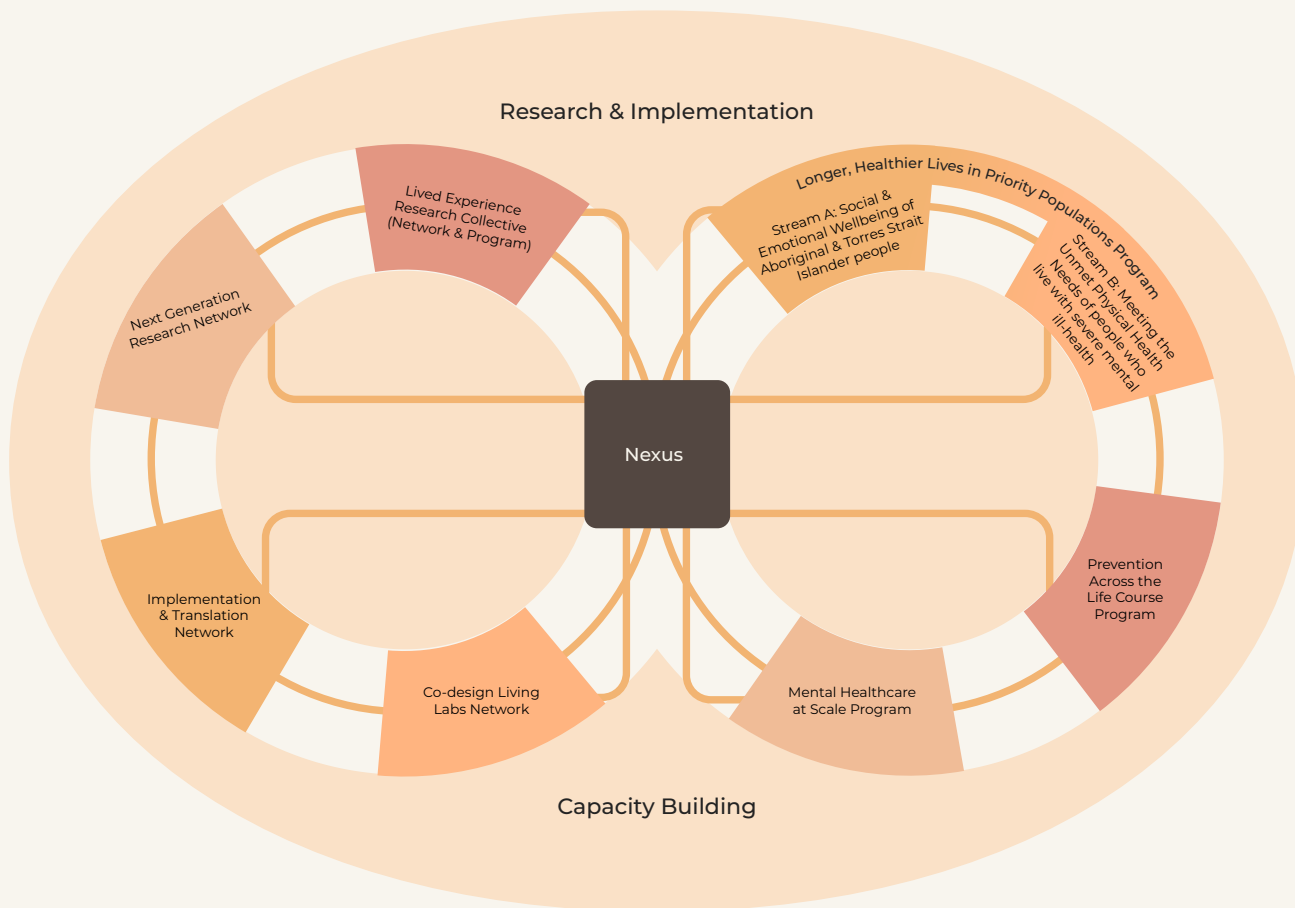 Research & Implementation
Lived Experience
Research Collective
(Network & Program)
Longer, Healthier Lives in Priority Populations Program
Stream A: Social &
Emotional Wellbeing of
Aboriginal & Torres Strait
Islander people
Stream B: Meeting the
Unmet Physical Health
Needs of people who
live with severe mental
ill-health
Next Generation
Research Network
Nexus
Implementation
& Translation
Network
Prevention
Across the
Life Course
Program
Co-design Living
Labs Network
Mental Healthcare
at Scale Program
Capacity Building